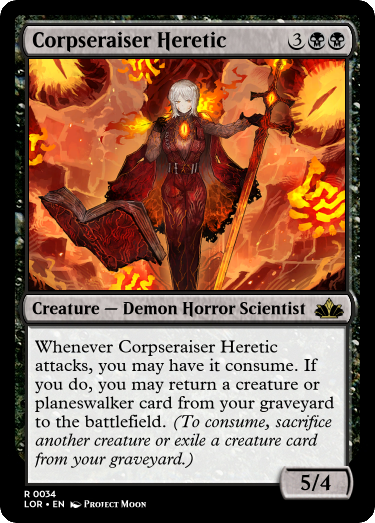 Corpseraiser Heretic 3
Creature — Demon Horror Scientist
Whenever Corpseraiser Heretic
attacks, you may have it consume. If
you do, you may return a creature or
planeswalker card from your graveyard
to the battlefield. (To consume, sacrifice
another creature or exile a creature card
from your graveyard.)
5/4
R 0034
LOR • EN Protect Moon